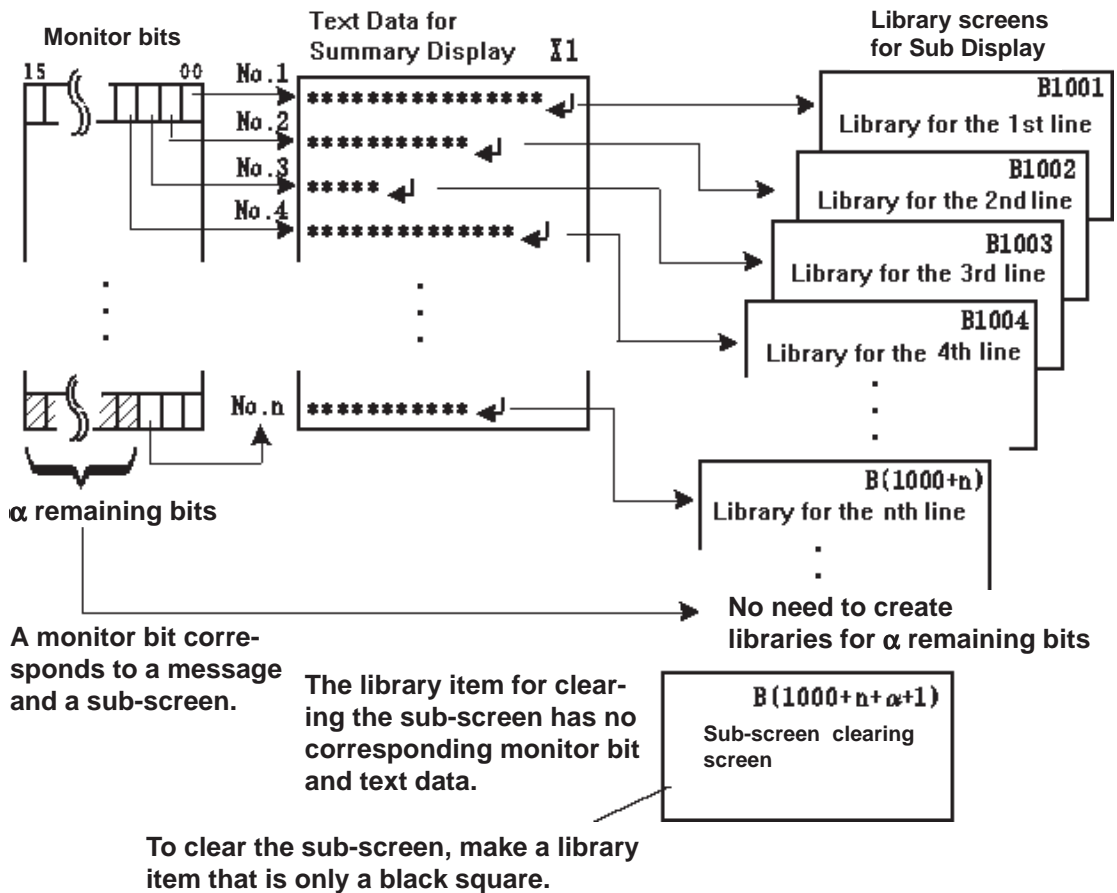 Monitor bits
Text Data for
Summary Display X1
Library screens
for Sub Display
15 00
No.1 ***************
No.2 ***********
No.3 *****
No.4 **************
B1001
Library for the 1st line
B1002
Library for the 2nd line
B1003
Library for the 3rd line
B1004
Library for the 4th line
No.n ***********
B(1000+n)
Library for the nth line
α remaining bits
No need to create
libraries for α remaining bits
A monitor bit corre-
sponds to a message
and a sub-screen.
The library item for clear-
ing the sub-screen has no
corresponding monitor bit
and text data.
B(1000+n+α+1)
Sub-screen clearing
screen
To clear the sub-screen, make a library
item that is only a black square.